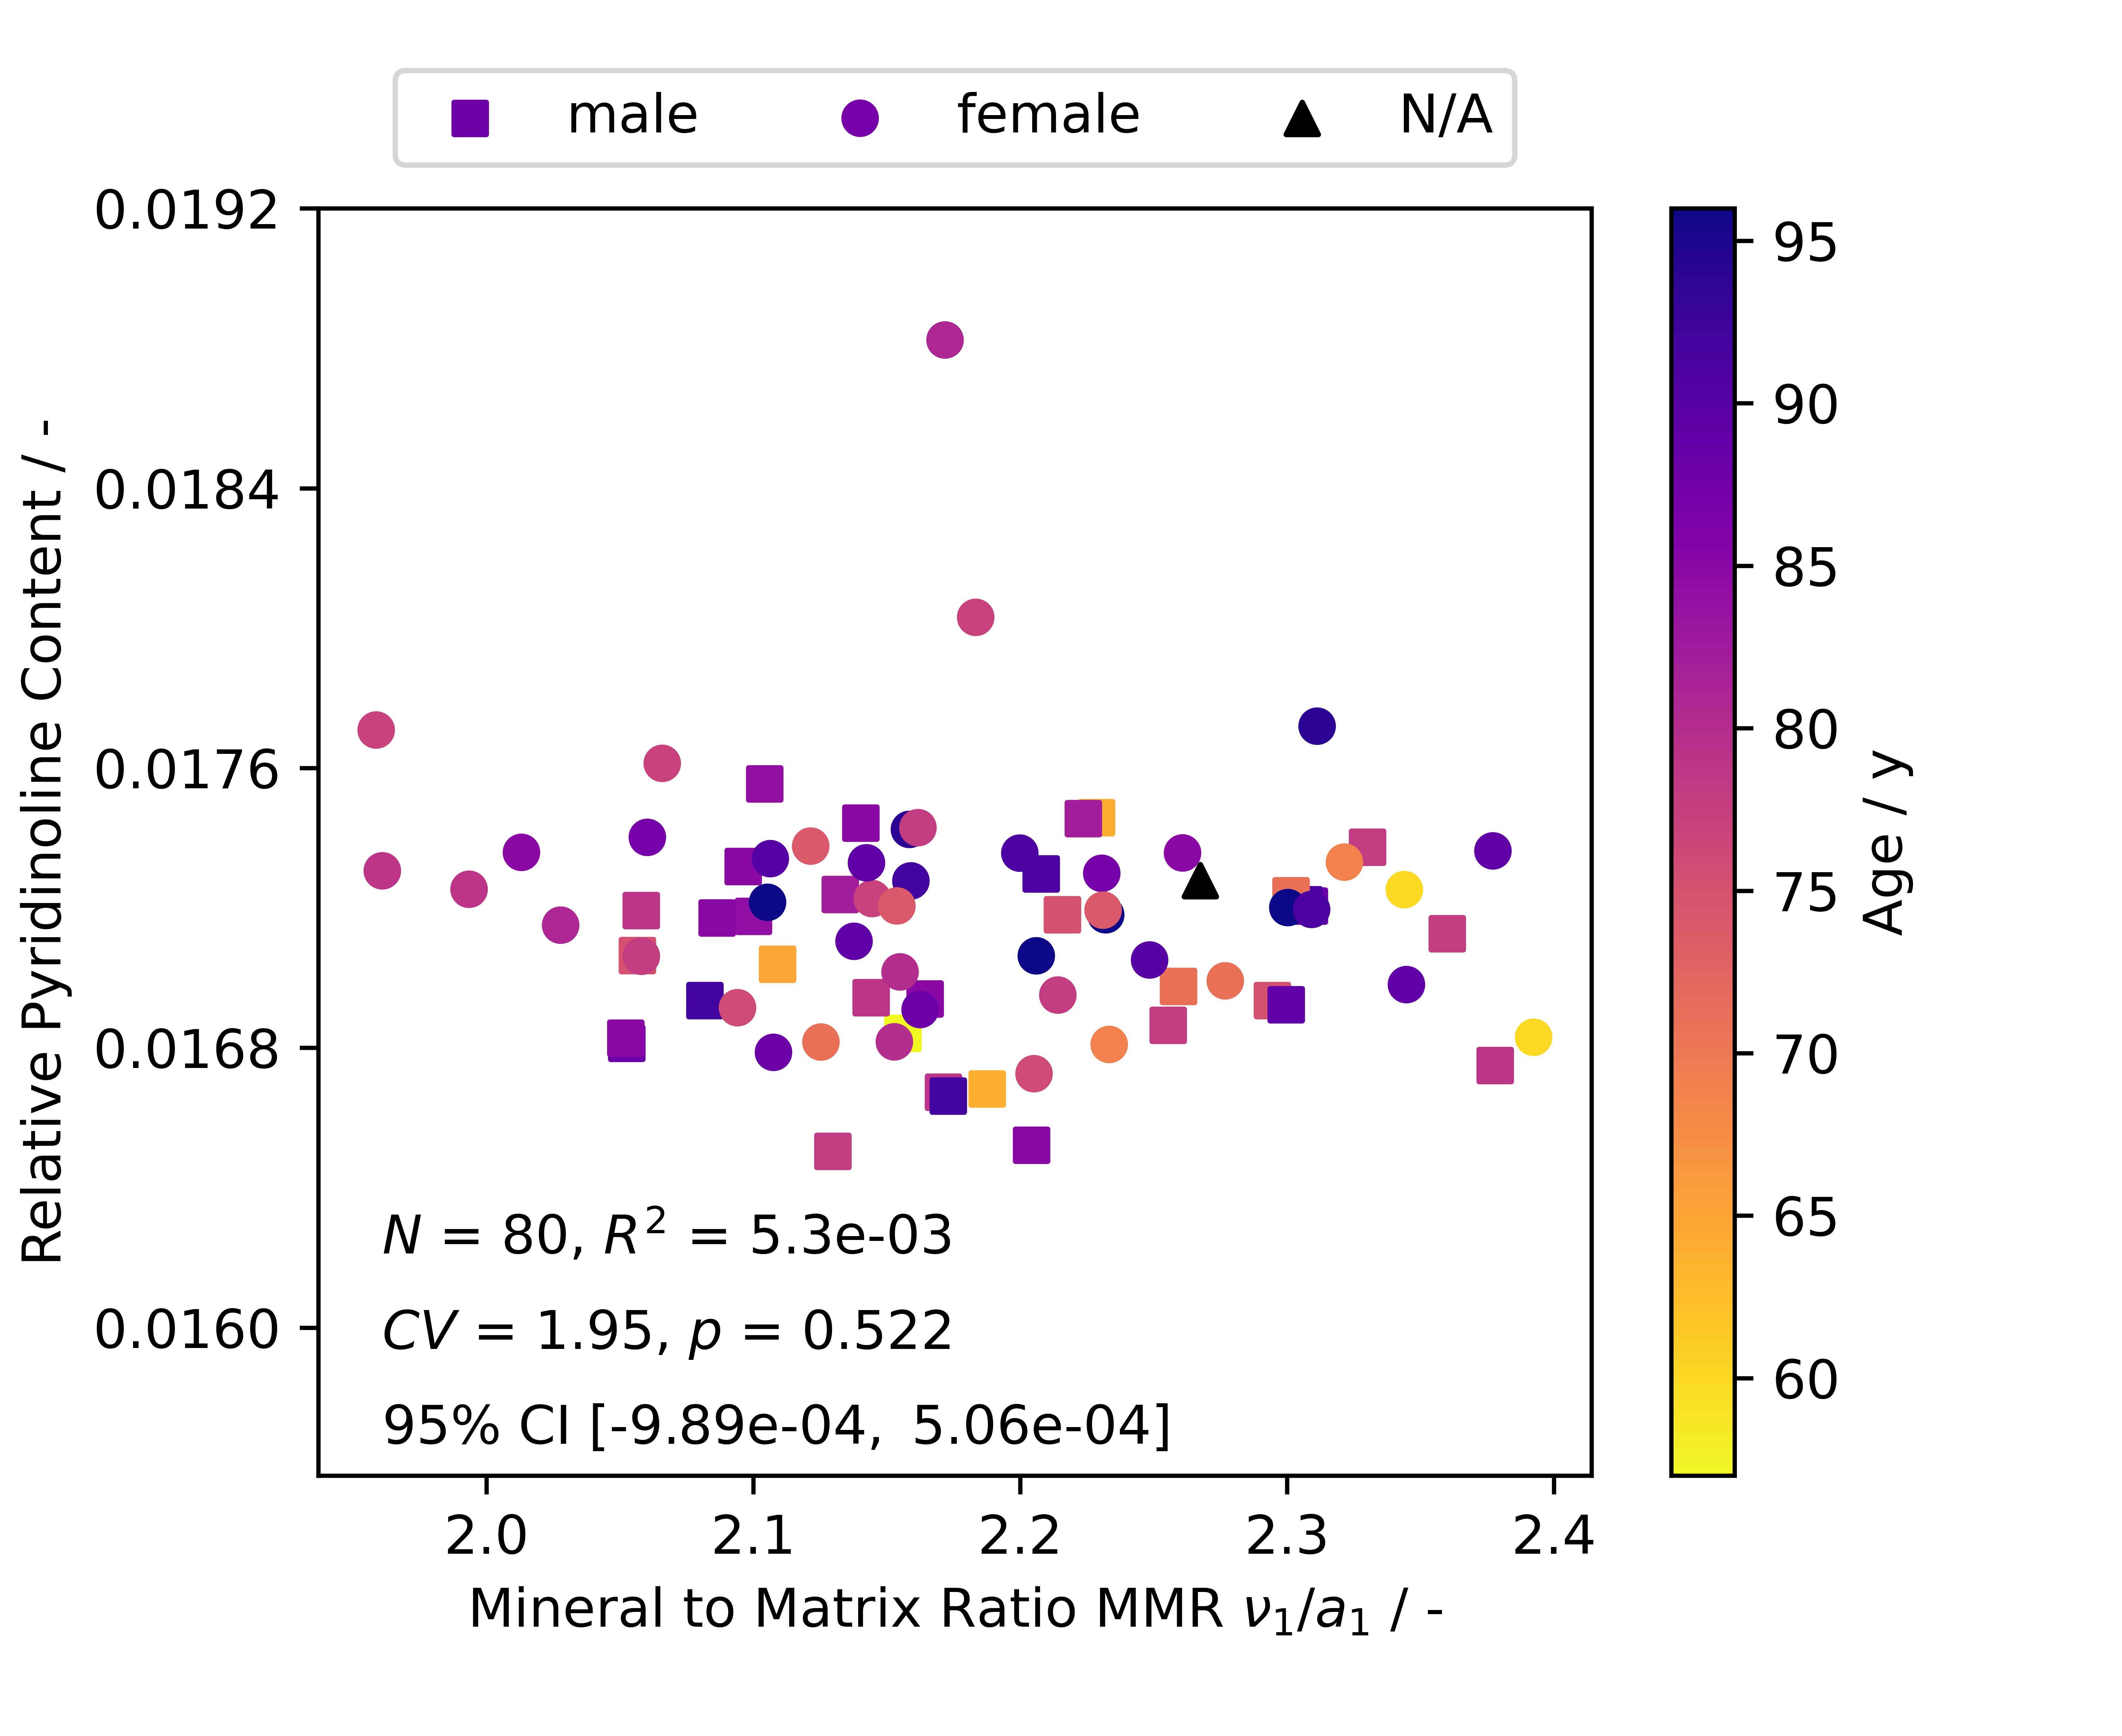 male female N/A
0.0192
0.0184
0.0176
0.0168
0.0160
Relative Pyridinoline Content / -
N = 80, R² = 5.3e-03
CV = 1.95, p = 0.522
95% CI [-9.89e-04, 5.06e-04]
2.0 2.1 2.2 2.3 2.4
Mineral to Matrix Ratio MMR ν₁/a₁ / -
95
90
85
80
75
70
65
60
Age / y